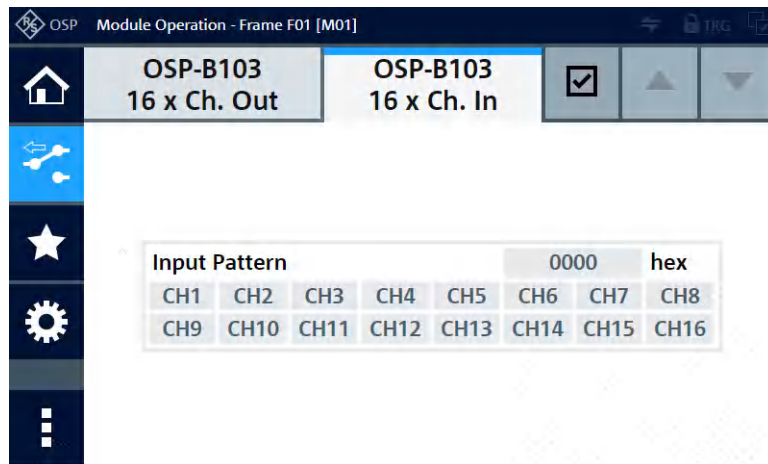 R&S OSP Module Operation - Frame F01 [M01] TRG
OSP-B103 OSP-B103
16 x Ch. Out 16 x Ch. In
Input Pattern 0000 hex
CH1 CH2 CH3 CH4 CH5 CH6 CH7 CH8
CH9 CH10 CH11 CH12 CH13 CH14 CH15 CH16